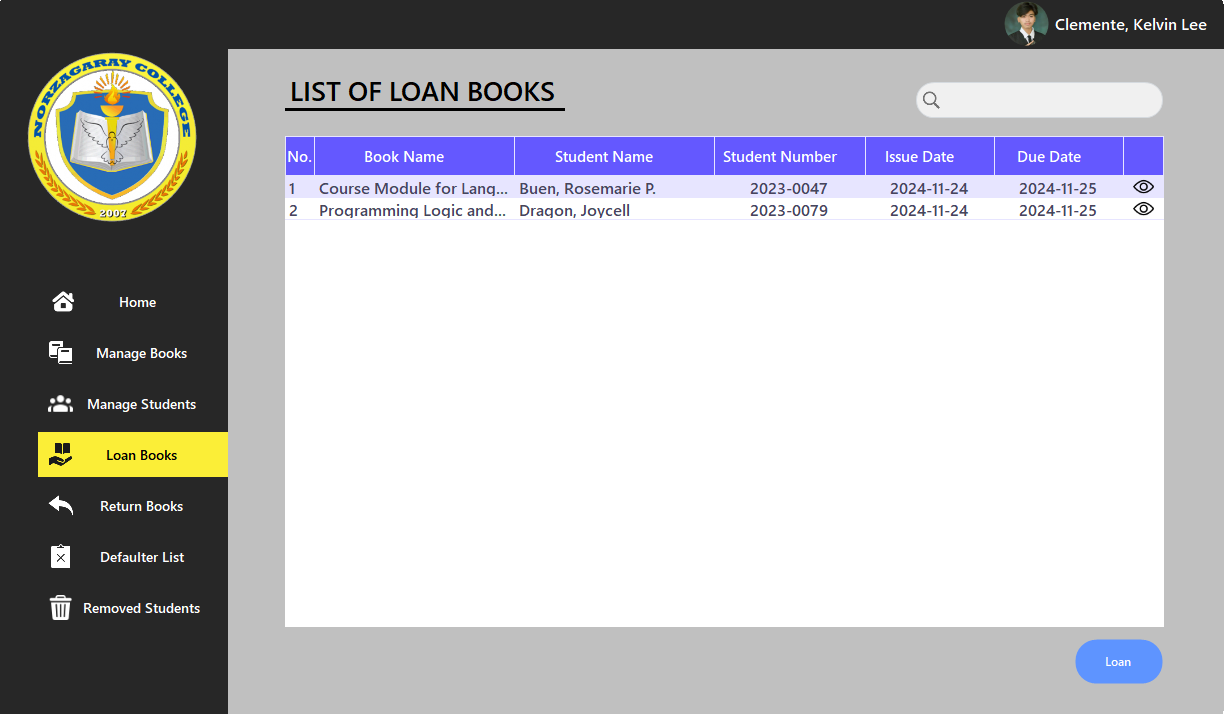 Clemente, Kelvin Lee
NORZAGARAY COLLEGE
2007
Home
Manage Books
Manage Students
Loan Books
Return Books
Defaulter List
Removed Students
LIST OF LOAN BOOKS
No. Book Name Student Name Student Number Issue Date Due Date
1 Course Module for Lang... Buen, Rosemarie P. 2023-0047 2024-11-24 2024-11-25
2 Programming Logic and... Dragon, Joycell 2023-0079 2024-11-24 2024-11-25
Loan